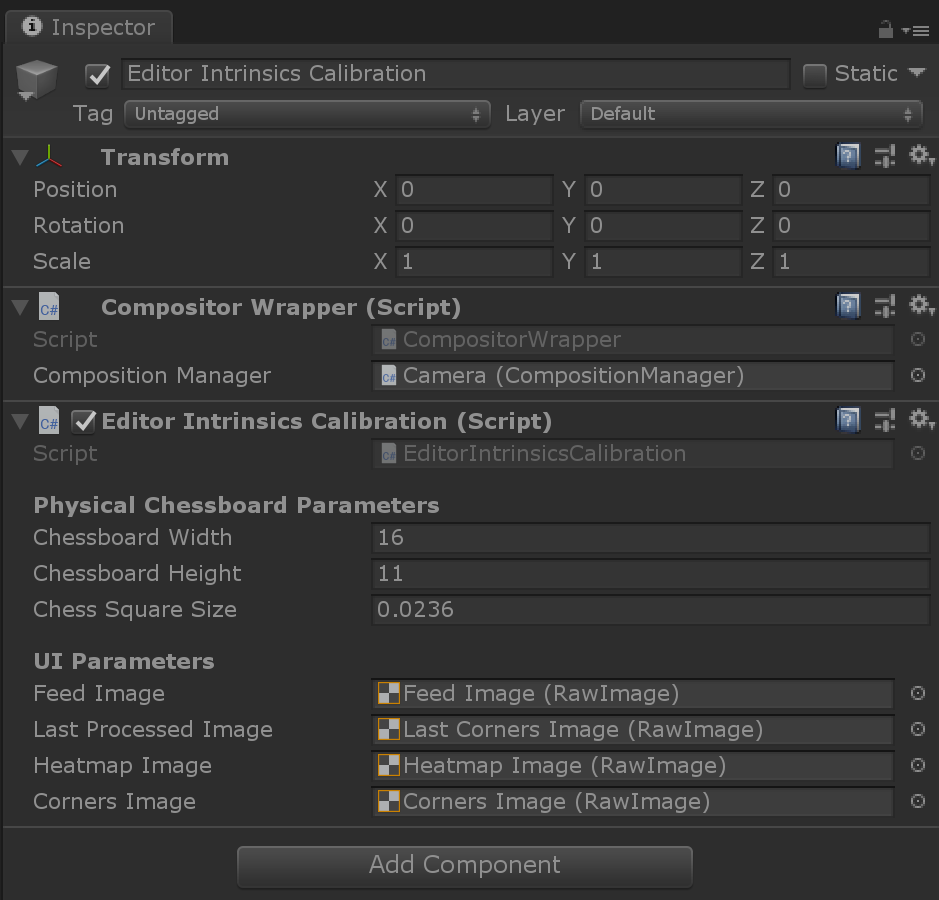 Inspector
Editor Intrinsics Calibration Static
Tag Untagged Layer Default
Transform
Position X 0 Y 0 Z 0
Rotation X 0 Y 0 Z 0
Scale X 1 Y 1 Z 1
C# Compositor Wrapper (Script)
Script C# CompositorWrapper
Composition Manager C# Camera (CompositionManager)
C# Editor Intrinsics Calibration (Script)
Script C# EditorIntrinsicsCalibration
Physical Chessboard Parameters
Chessboard Width 16
Chessboard Height 11
Chess Square Size 0.0236
UI Parameters
Feed Image Feed Image (RawImage)
Last Processed Image Last Corners Image (RawImage)
Heatmap Image Heatmap Image (RawImage)
Corners Image Corners Image (RawImage)
Add Component